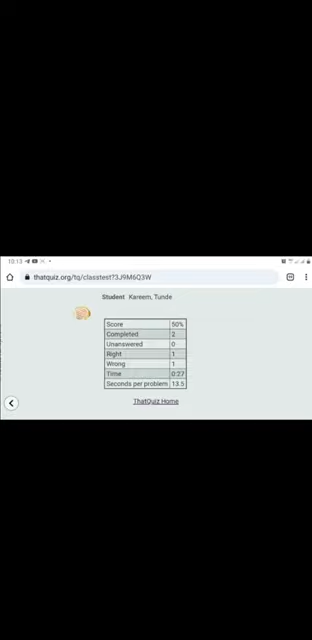 10:13
thatquiz.org/tq/classtest?3J9M6Q3W
Student Kareem, Tunde
Score 50%
Completed 2
Unanswered 0
Right 1
Wrong 1
Time 0:27
Seconds per problem 13.5
ThatQuiz Home